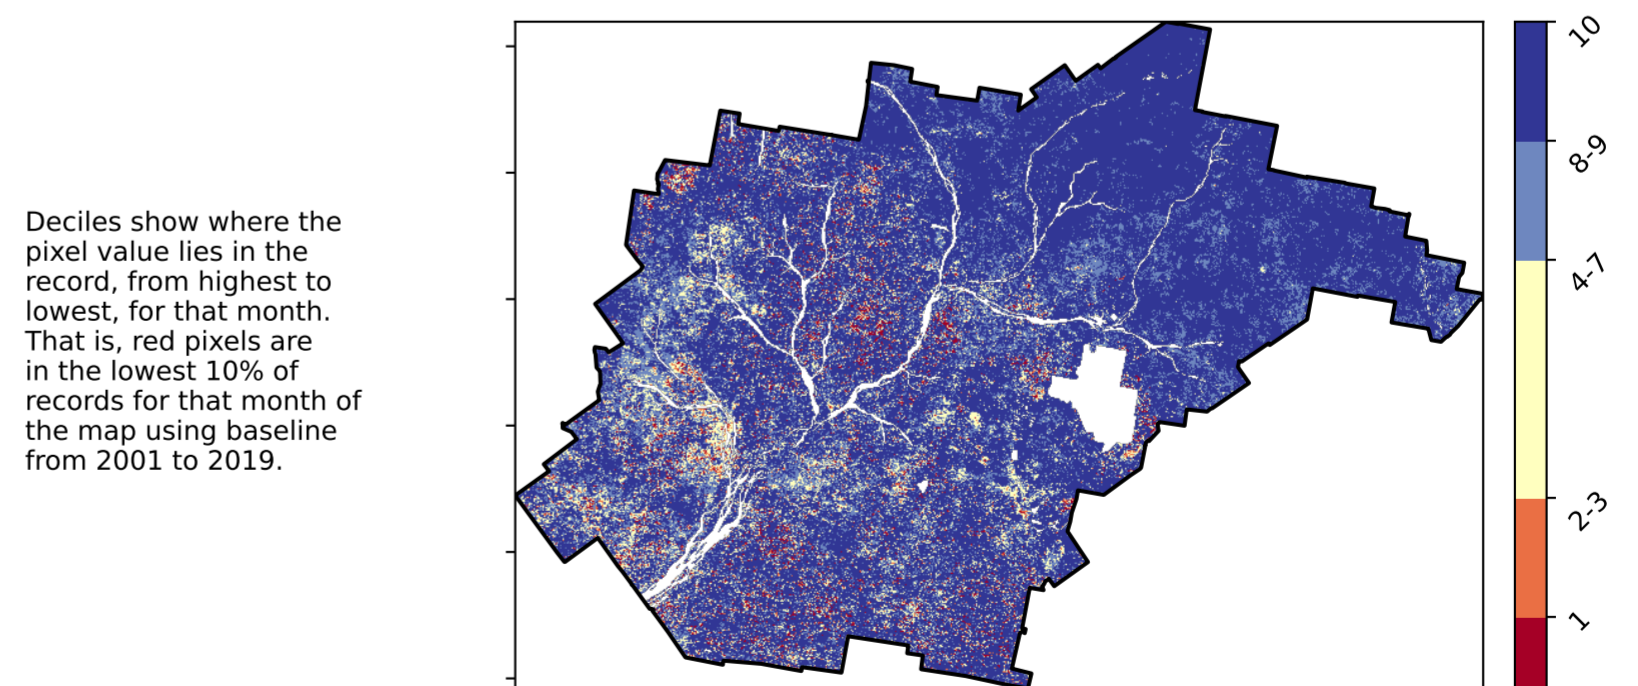 Deciles show where the
pixel value lies in the
record, from highest to
lowest, for that month.
That is, red pixels are
in the lowest 10% of
records for that month of
the map using baseline
from 2001 to 2019.
10
8-9
4-7
2-3
1